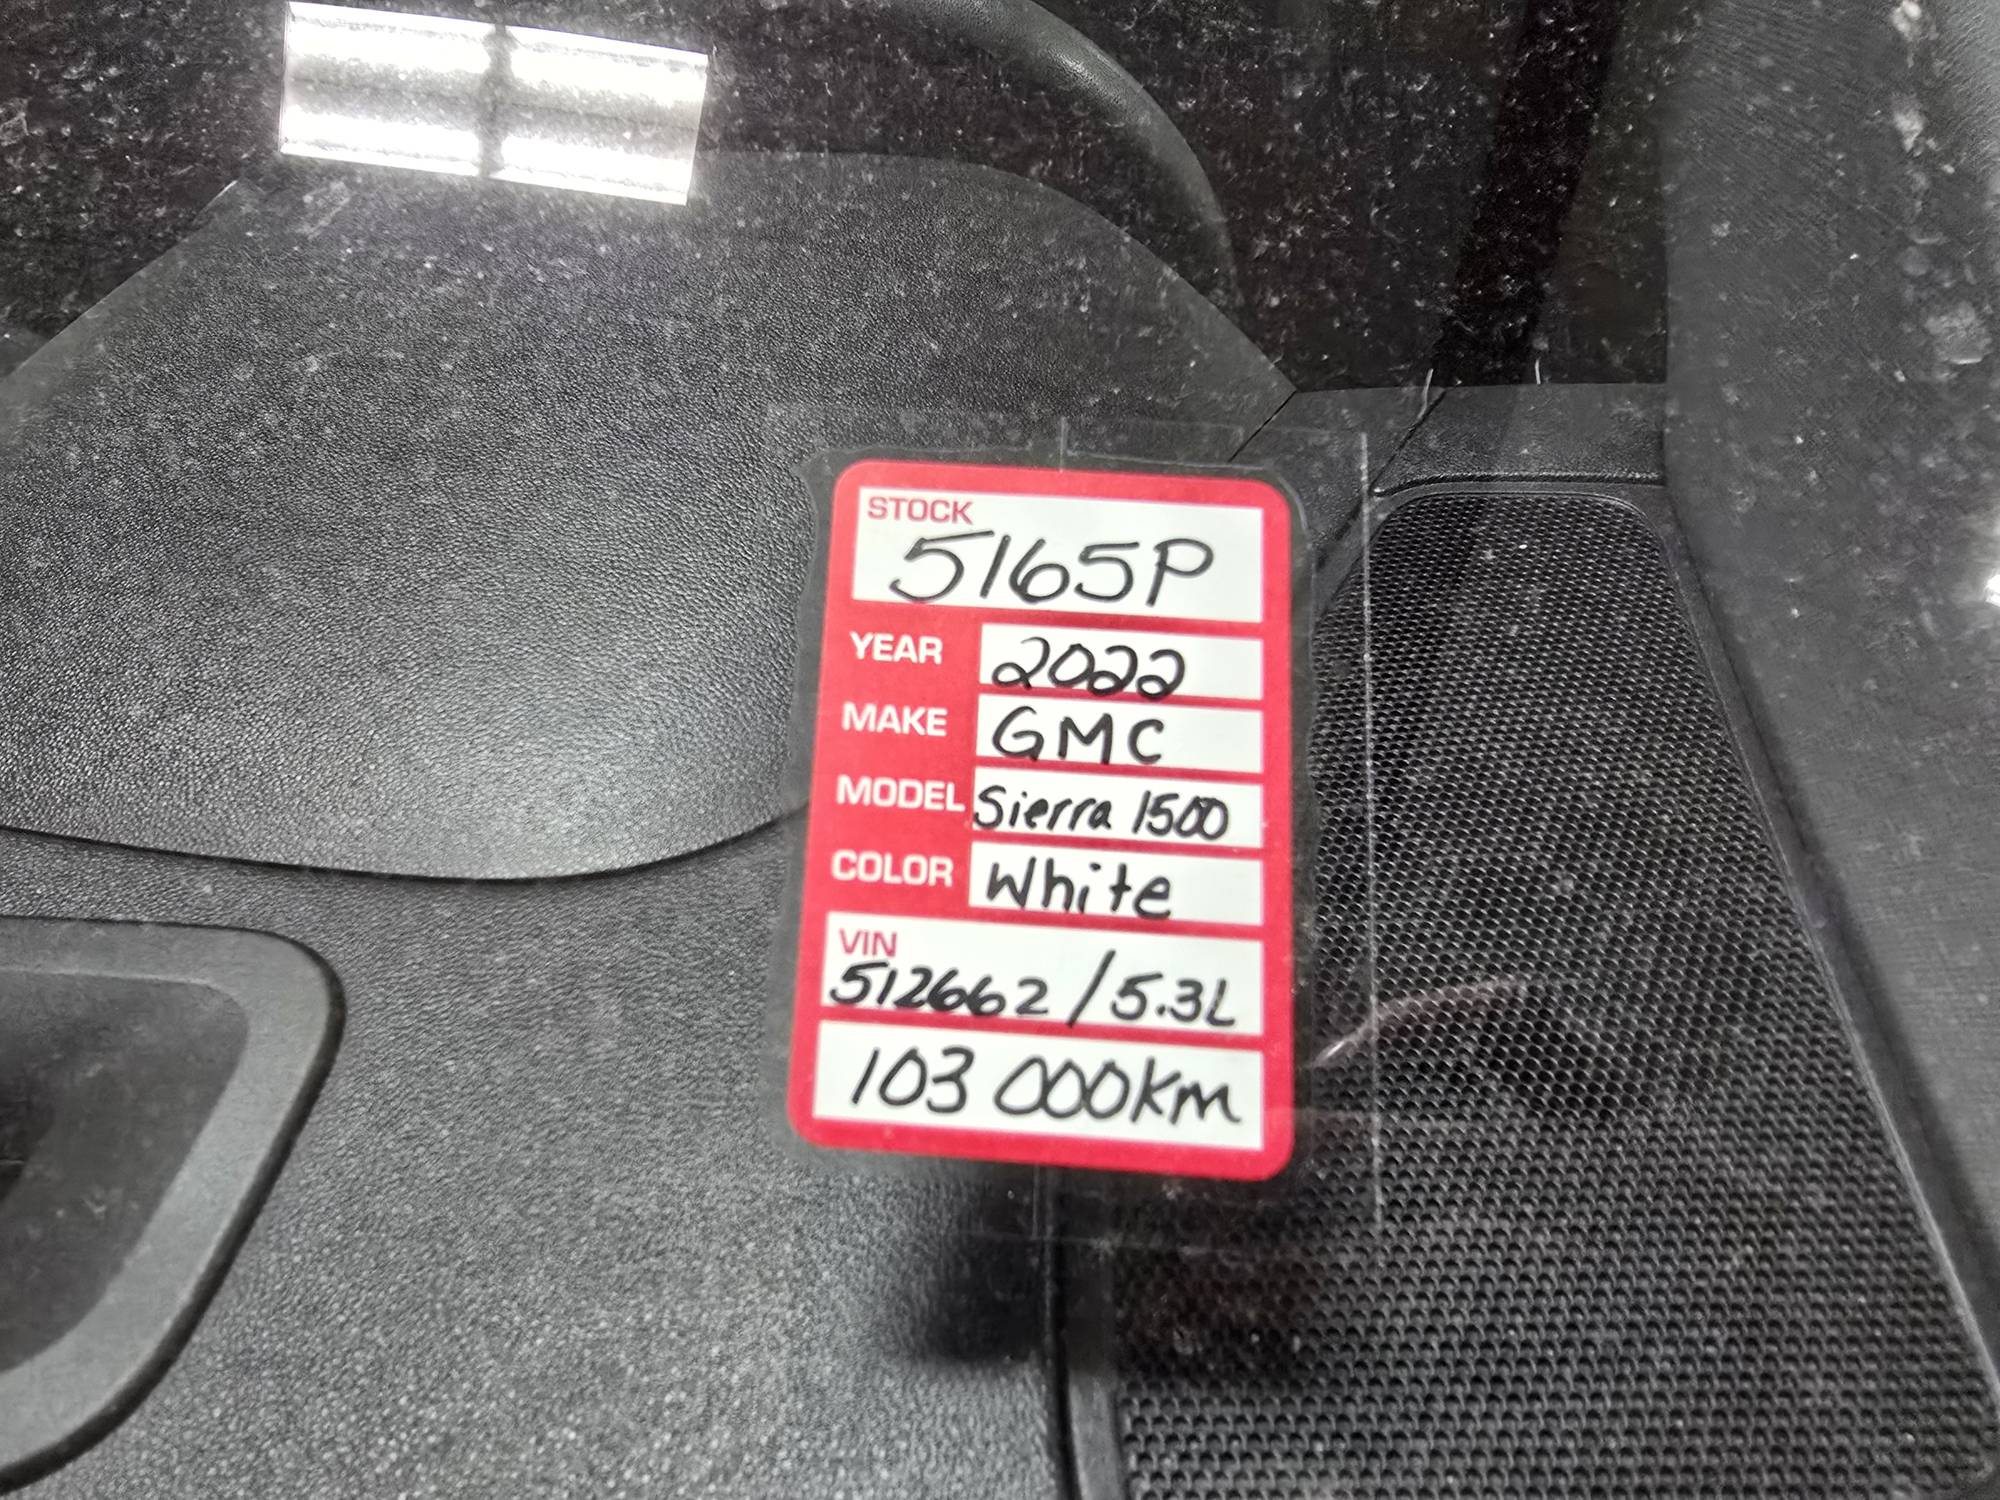 STOCK
5165P
YEAR 2022
MAKE GMC
MODEL Sierra 1500
COLOR White
VIN
512662 / 5.3L
103 000Km